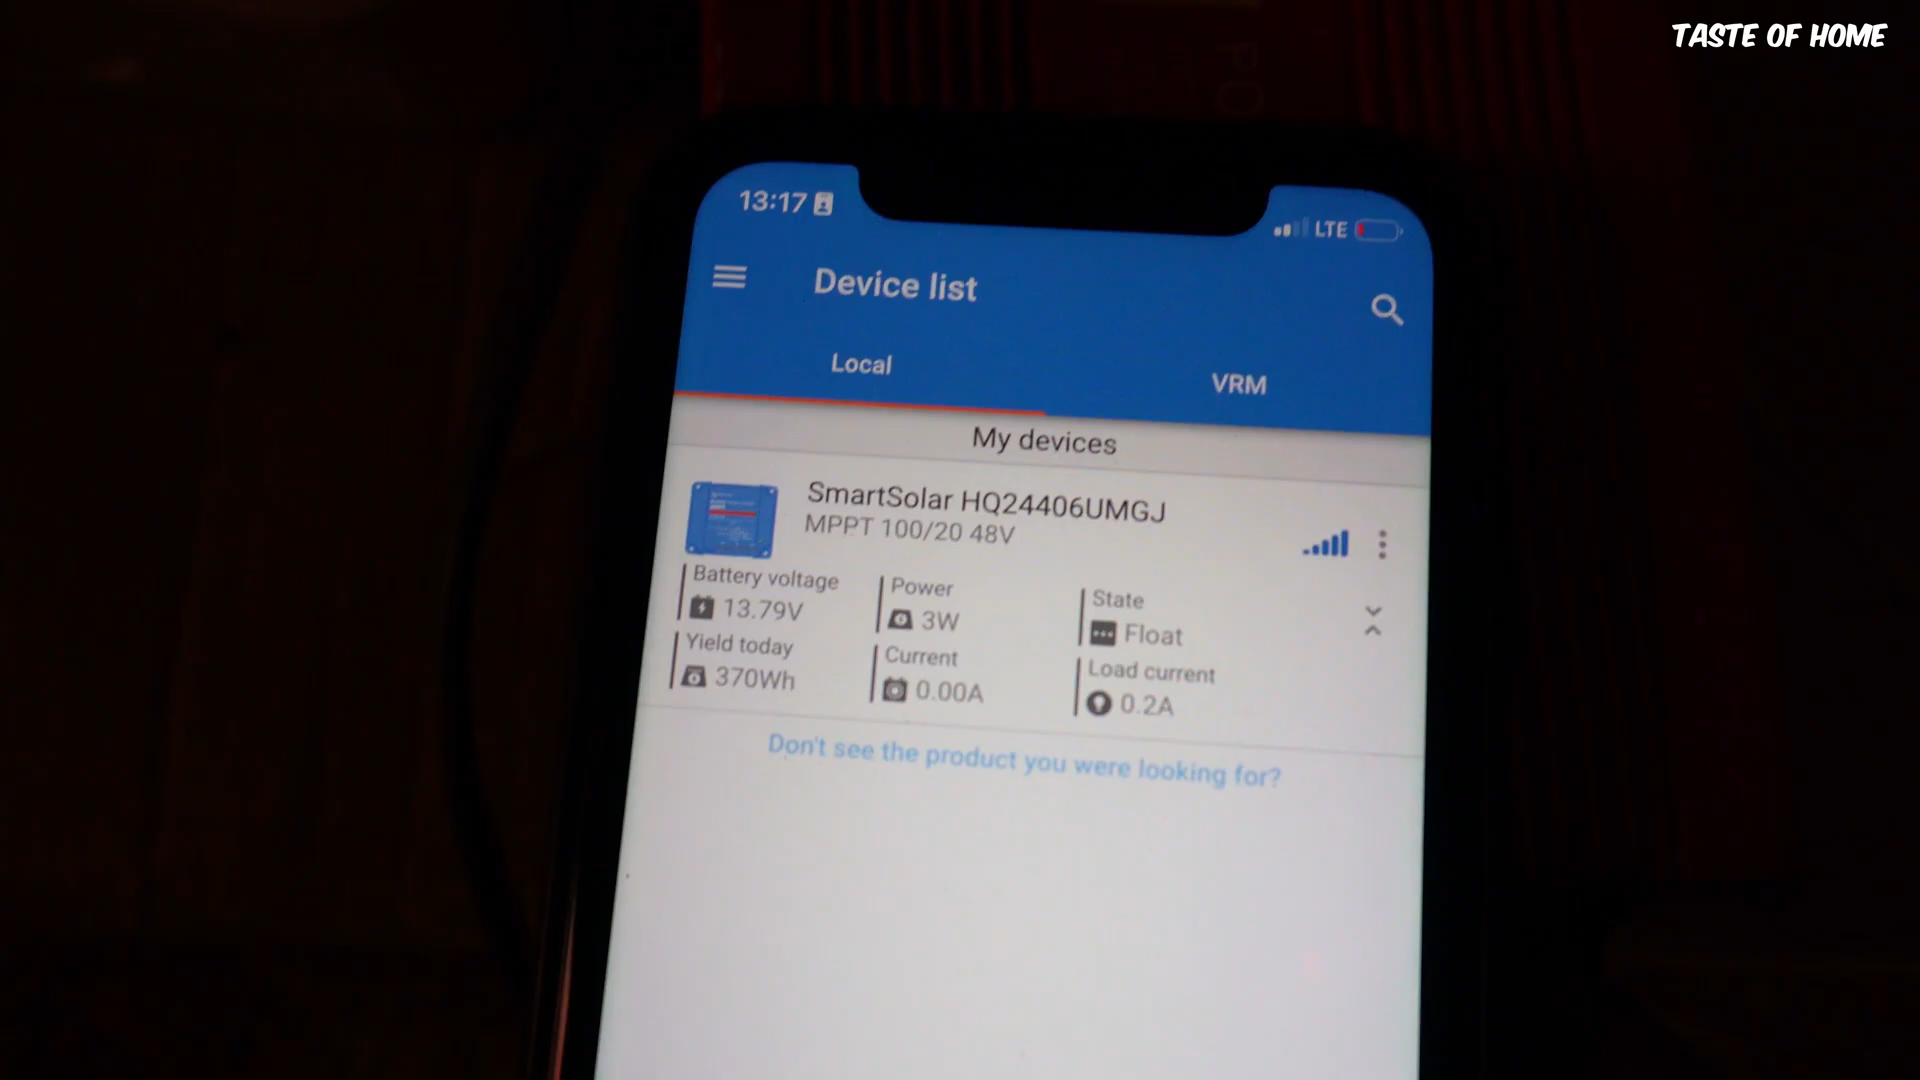 TASTE OF HOME
13:17
LTE
Device list
Local
VRM
My devices
SmartSolar HQ24406UMGJ
MPPT 100/20 48V
Battery voltage
13.79V
Power
3W
State
Float
Yield today
370Wh
Current
0.00A
Load current
0.2A
Don't see the product you were looking for?